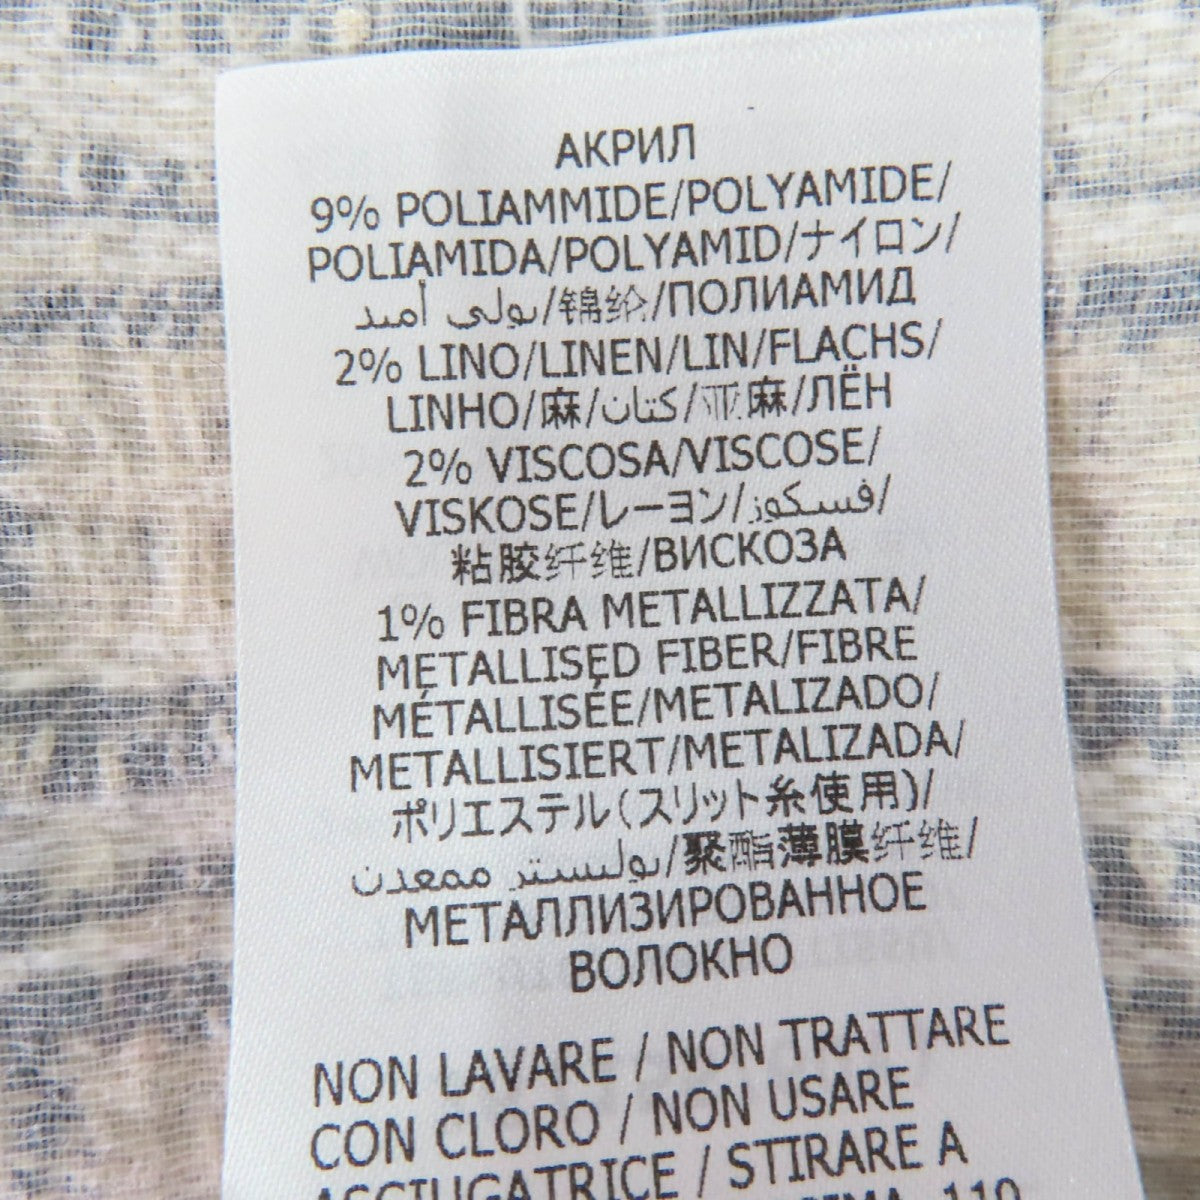 АКРИЛ
9% POLIAMMIDE/POLYAMIDE/
POLIAMIDA/POLYAMID/ナイロン/
بولي أميد/锦纶/ПОЛИАМИД
2% LINO/LINEN/LIN/FLACHS/
LINHO/麻/كتان/亚麻/ЛЁН
2% VISCOSA/VISCOSE/
VISKOSE/レーヨン/فسكوز/
粘胶纤维/ВИСКОЗА
1% FIBRA METALLIZZATA/
METALLISED FIBER/FIBRE
MÉTALLISÉE/METALIZADO/
METALLISIERT/METALIZADA/
ポリエステル(スリット糸使用)/
بوليستر ممعدن/聚酯薄膜纤维/
МЕТАЛЛИЗИРОВАННОЕ
ВОЛОКНО
NON LAVARE / NON TRATTARE
CON CLORO / NON USARE
ASCIUGATRICE / STIRARE A
110